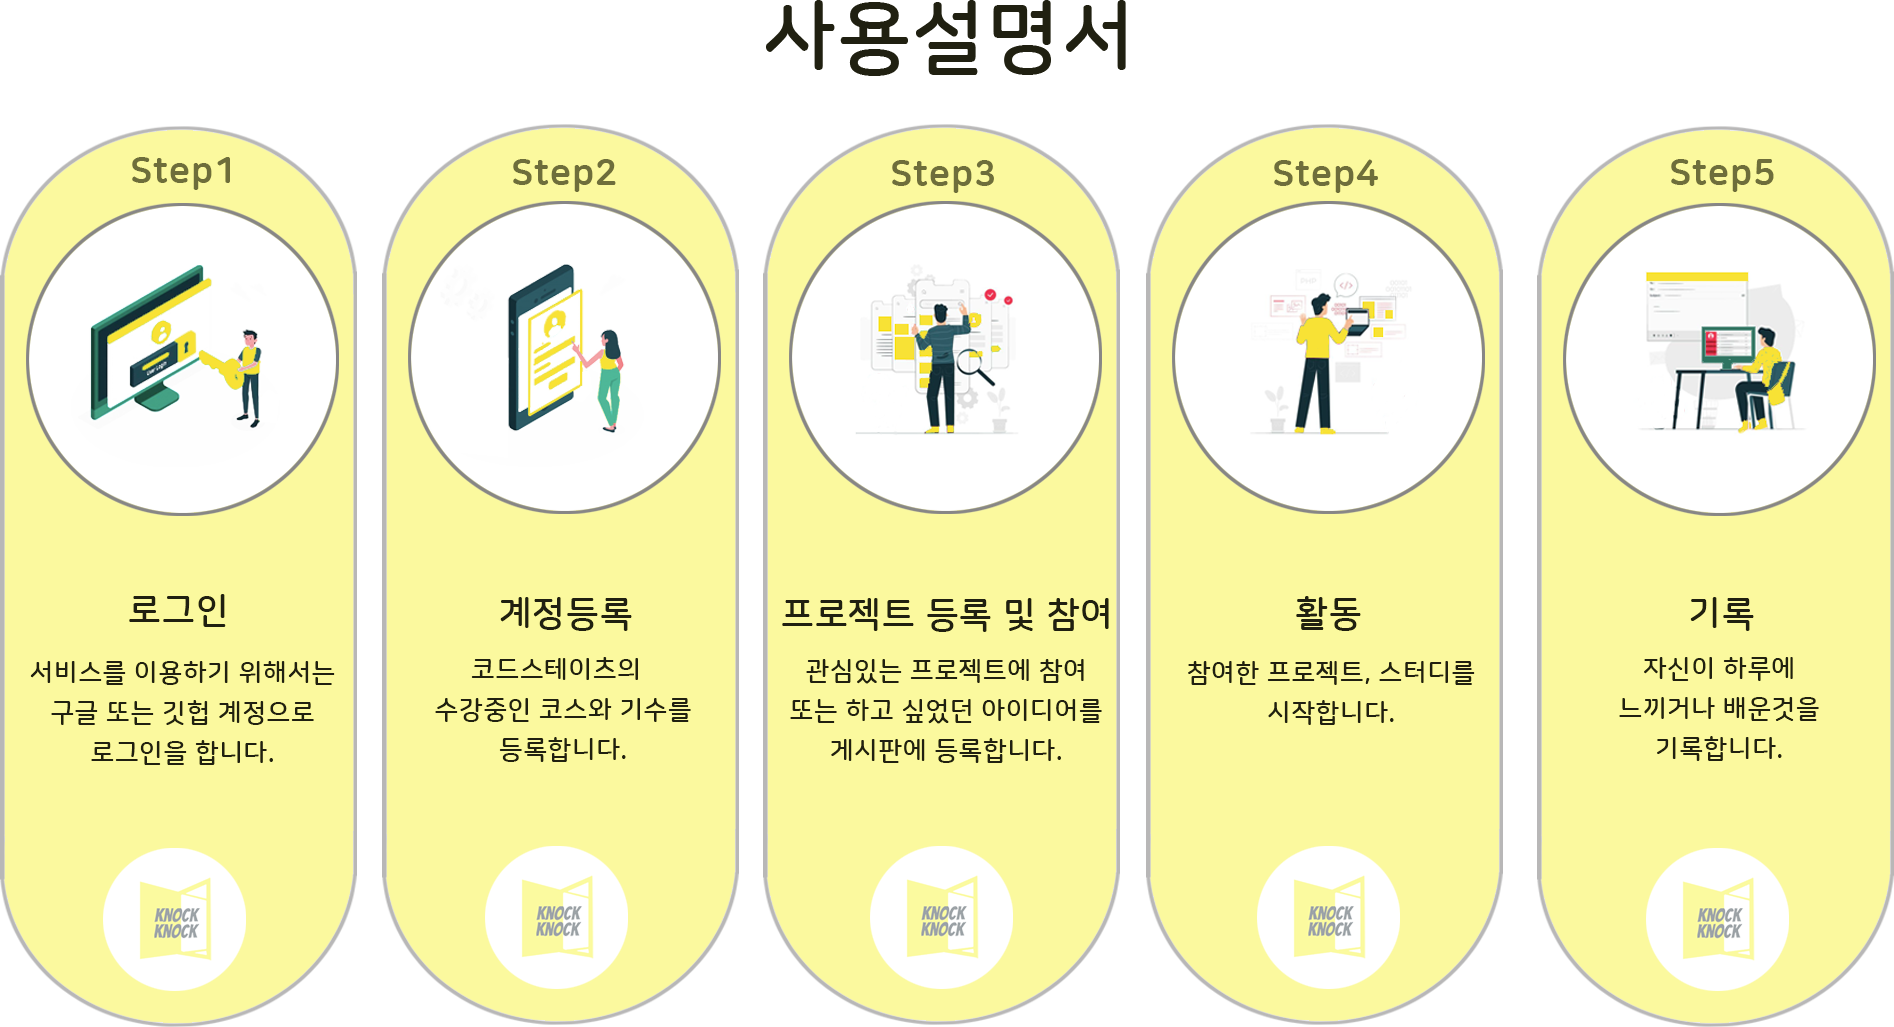 사용설명서
Step1
로그인
서비스를 이용하기 위해서는
구글 또는 깃헙 계정으로
로그인을 합니다.
KNOCK
KNOCK
Step2
계정등록
코드스테이츠의
수강중인 코스와 기수를
등록합니다.
KNOCK
KNOCK
Step3
프로젝트 등록 및 참여
관심있는 프로젝트에 참여
또는 하고 싶었던 아이디어를
게시판에 등록합니다.
KNOCK
KNOCK
Step4
활동
참여한 프로젝트, 스터디를
시작합니다.
KNOCK
KNOCK
Step5
기록
자신이 하루에
느끼거나 배운것을
기록합니다.
KNOCK
KNOCK